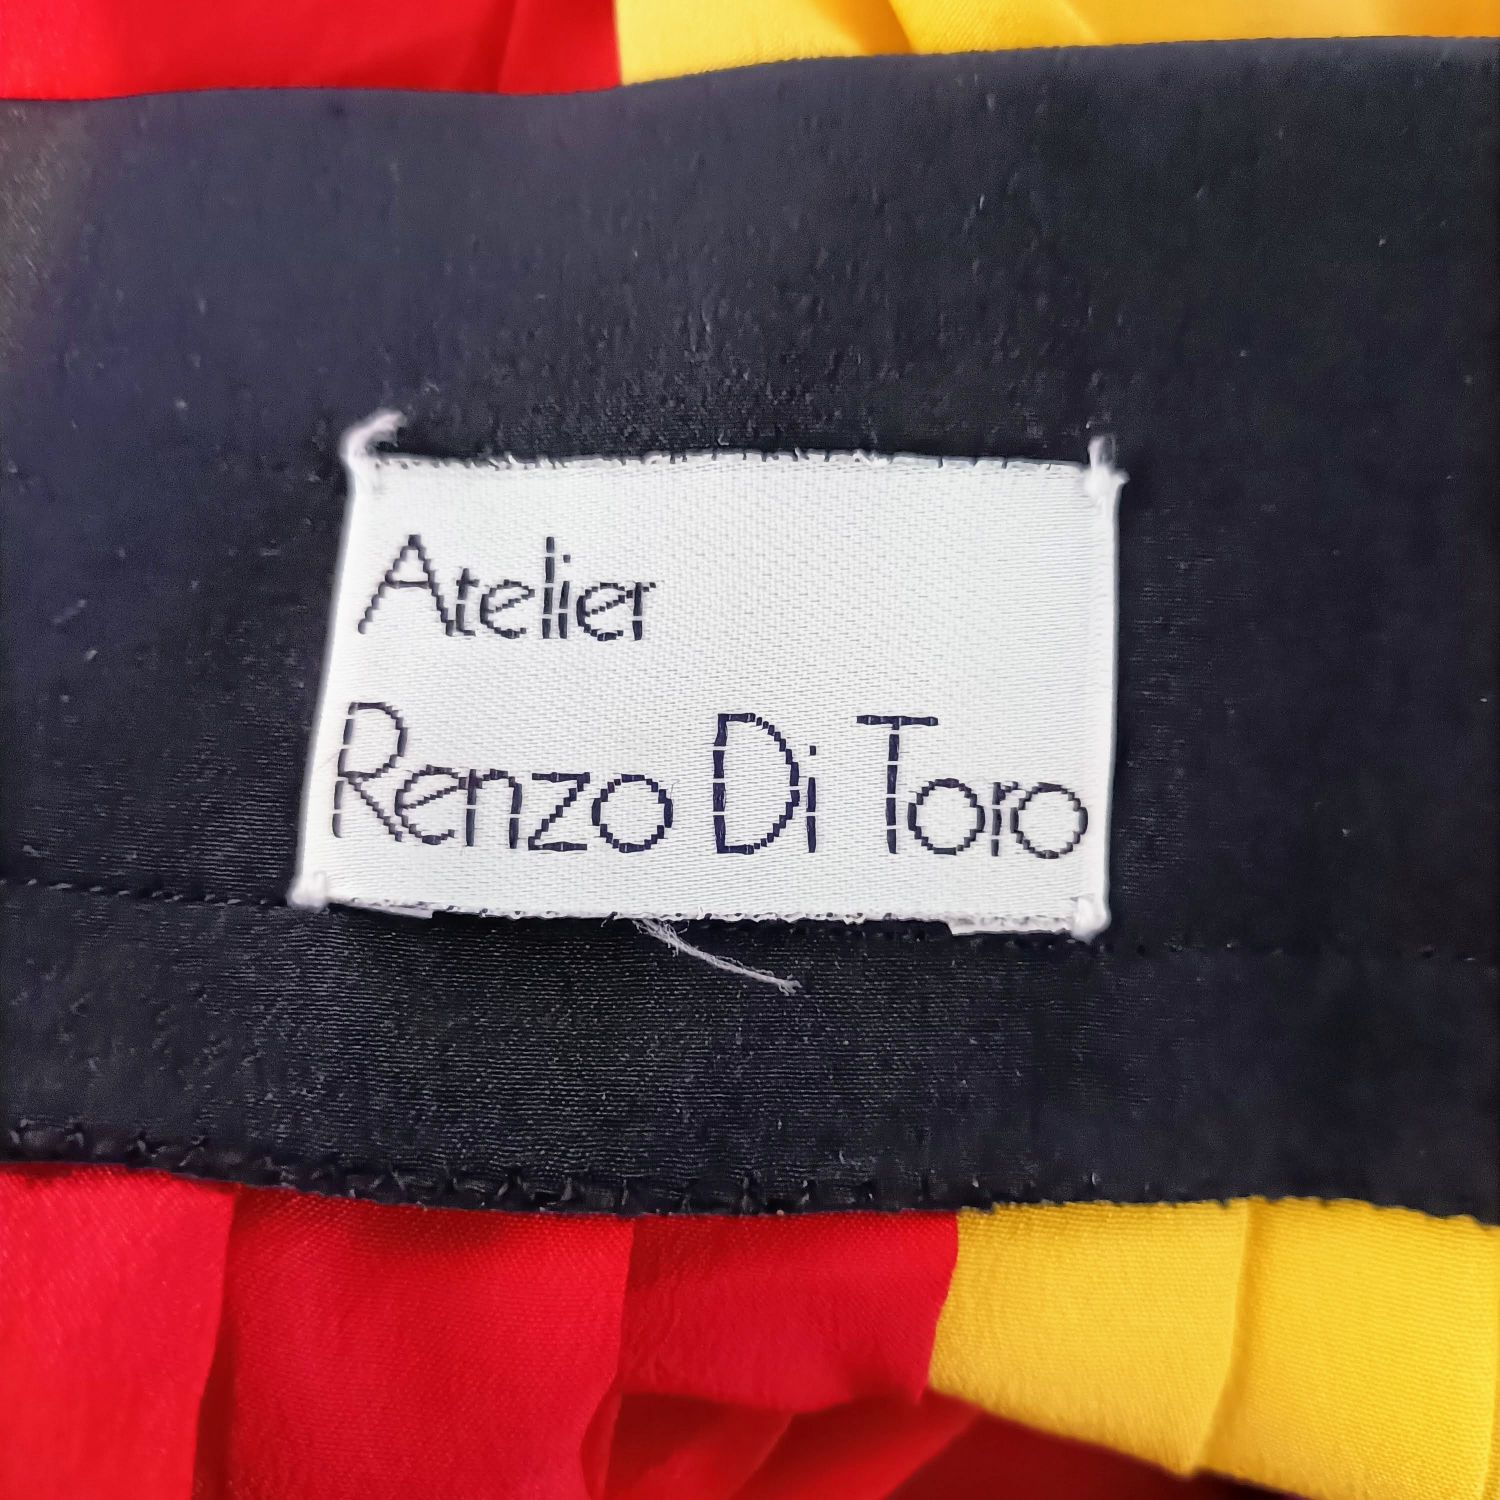 Atelier
Renzo Di Toro